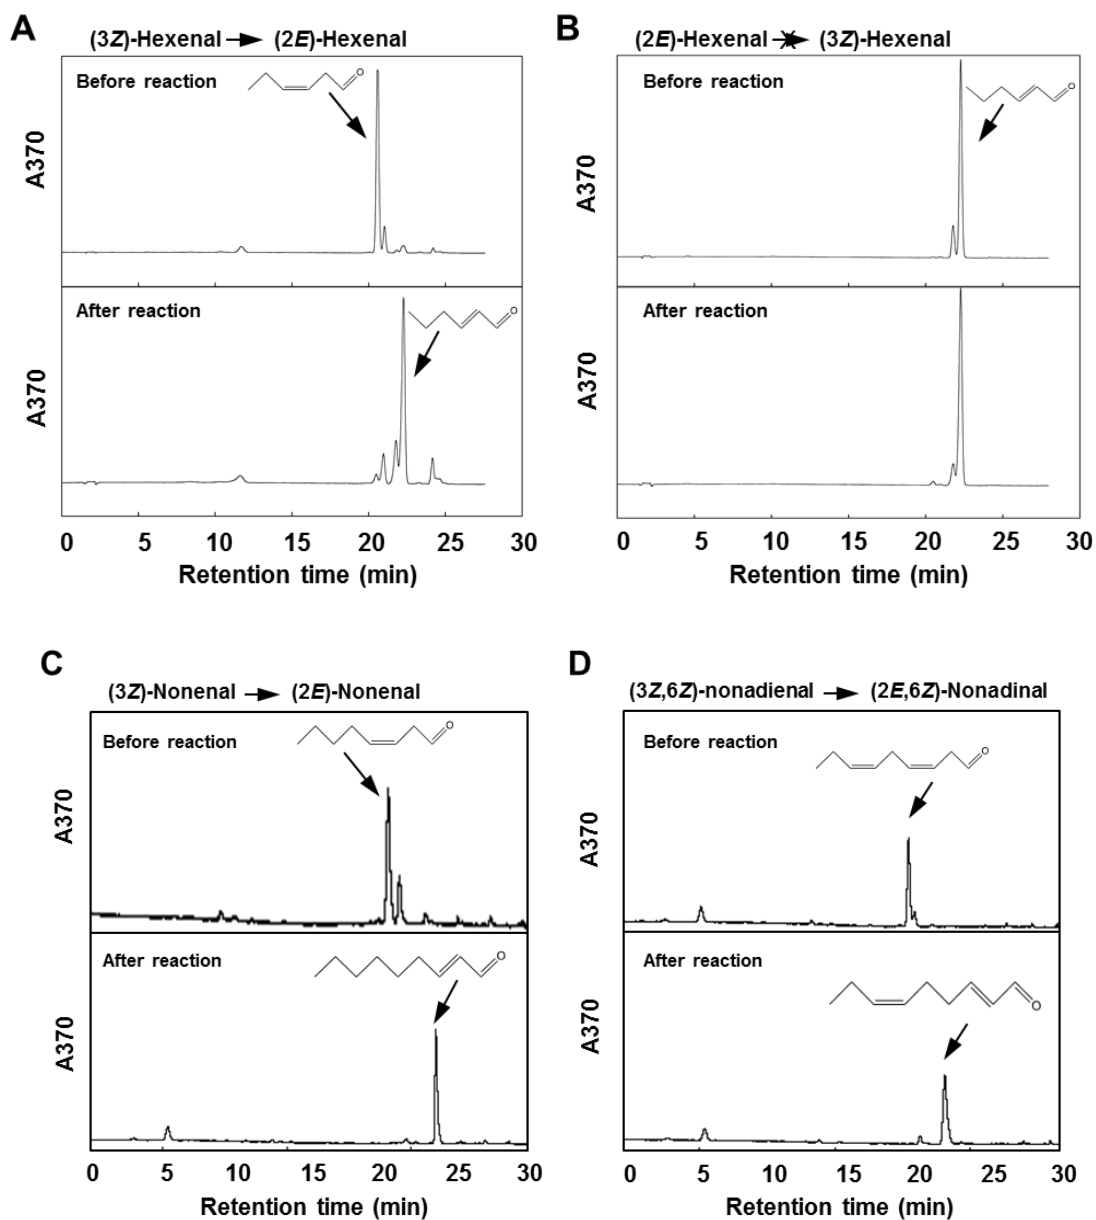 A
(3Z)-Hexenal → (2E)-Hexenal
Before reaction
O
A370
After reaction
O
A370
0 5 10 15 20 25 30
Retention time (min)
B
(2E)-Hexenal → (3Z)-Hexenal
Before reaction
O
A370
After reaction
A370
0 5 10 15 20 25 30
Retention time (min)
C
(3Z)-Nonenal → (2E)-Nonenal
Before reaction
O
A370
After reaction
O
A370
0 5 10 15 20 25 30
Retention time (min)
D
(3Z,6Z)-nonadienal → (2E,6Z)-Nonadinal
Before reaction
O
A370
After reaction
O
A370
0 5 10 15 20 25 30
Retention time (min)